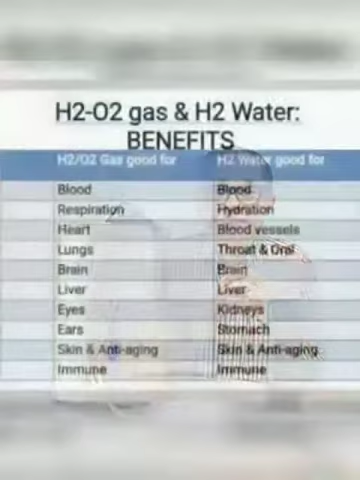 H2-O2 gas & H2 Water:
BENEFITS
H2/O2 Gas good for H2 Water good for
Blood Blood
Respiration Hydration
Heart Blood vessels
Lungs Throat & Oral
Brain Brain
Liver Liver
Eyes Kidneys
Ears Stomach
Skin & Anti-aging Skin & Anti-aging
Immune Immune